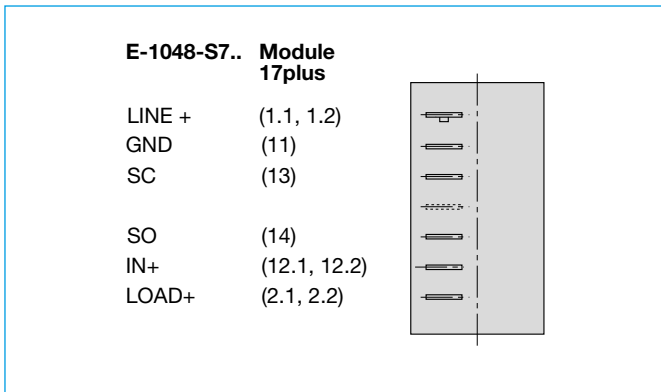 E-1048-S7.. Module
17plus
LINE + (1.1, 1.2)
GND (11)
SC (13)
SO (14)
IN+ (12.1, 12.2)
LOAD+ (2.1, 2.2)